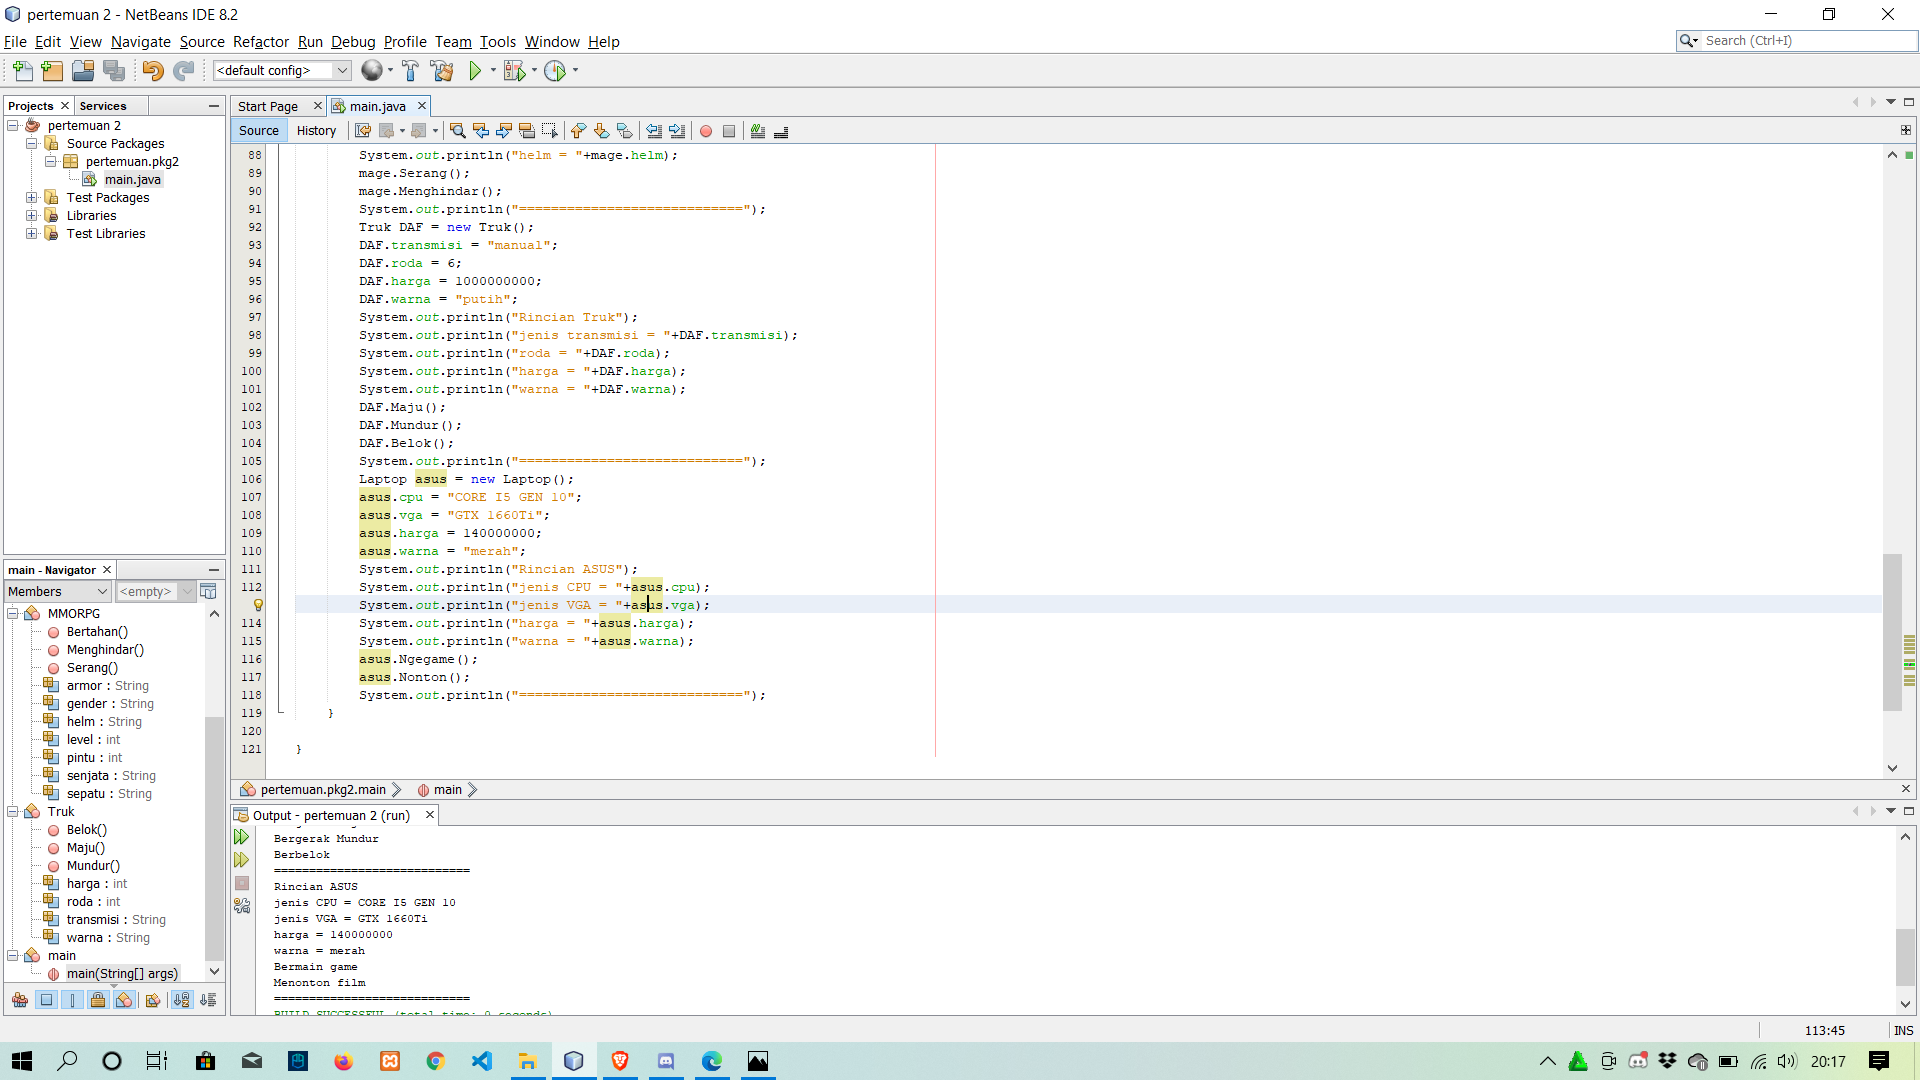 pertemuan 2 - NetBeans IDE 8.2
File Edit View Navigate Source Refactor Run Debug Profile Team Tools Window Help
Search (Ctrl+I)
<default config>
Projects
Services
pertemuan 2
Source Packages
pertemuan.pkg2
main.java
Test Packages
Libraries
Test Libraries
Start Page
main.java
Source
History
88 System.out.println("helm = "+mage.helm);
89 mage.Serang();
90 mage.Menghindar();
91 System.out.println("============================");
92 Truk DAF = new Truk();
93 DAF.transmisi = "manual";
94 DAF.roda = 6;
95 DAF.harga = 1000000000;
96 DAF.warna = "putih";
97 System.out.println("Rincian Truk");
98 System.out.println("jenis transmisi = "+DAF.transmisi);
99 System.out.println("roda = "+DAF.roda);
100 System.out.println("harga = "+DAF.harga);
101 System.out.println("warna = "+DAF.warna);
102 DAF.Maju();
103 DAF.Mundur();
104 DAF.Belok();
105 System.out.println("============================");
106 Laptop asus = new Laptop();
107 asus.cpu = "CORE I5 GEN 10";
108 asus.vga = "GTX 1660Ti";
109 asus.harga = 140000000;
110 asus.warna = "merah";
111 System.out.println("Rincian ASUS");
112 System.out.println("jenis CPU = "+asus.cpu);
System.out.println("jenis VGA = "+asus.vga);
114 System.out.println("harga = "+asus.harga);
115 System.out.println("warna = "+asus.warna);
116 asus.Ngegame();
117 asus.Nonton();
118 System.out.println("============================");
119 }
120
121 }
main - Navigator
Members
<empty>
MMORPG
Bertahan()
Menghindar()
Serang()
armor : String
gender : String
helm : String
level : int
pintu : int
senjata : String
sepatu : String
Truk
Belok()
Maju()
Mundur()
harga : int
roda : int
transmisi : String
warna : String
main
main(String[] args)
pertemuan.pkg2.main
main
Output - pertemuan 2 (run)
Bergerak Mundur
Berbelok
============================
Rincian ASUS
jenis CPU = CORE I5 GEN 10
jenis VGA = GTX 1660Ti
harga = 140000000
warna = merah
Bermain game
Menonton film
============================
BUILD SUCCESSFUL (total time: 0 seconds)
113:45
INS
20:17